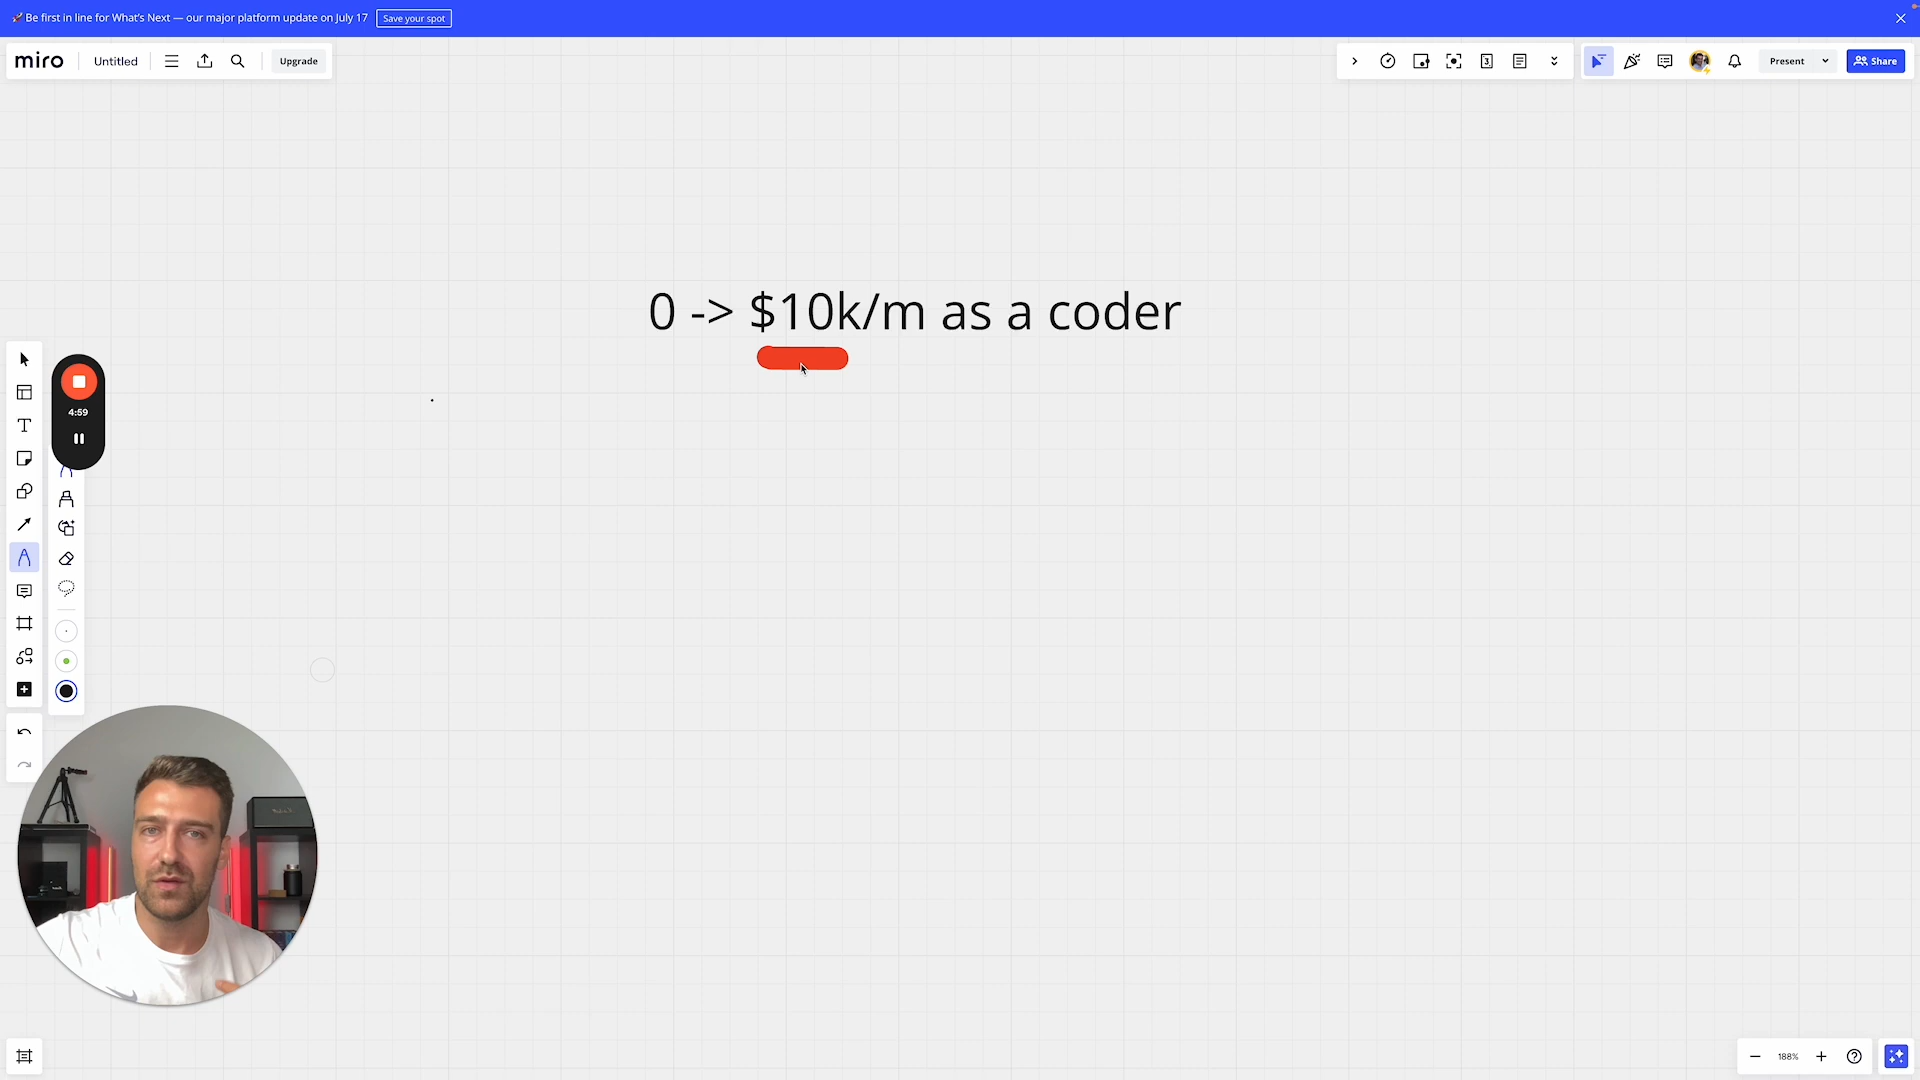 🚀 Be first in line for What's Next — our major platform update on July 17 Save your spot
miro Untitled Upgrade
3
Present Share
0 -> $10k/m as a coder
4:59
188%